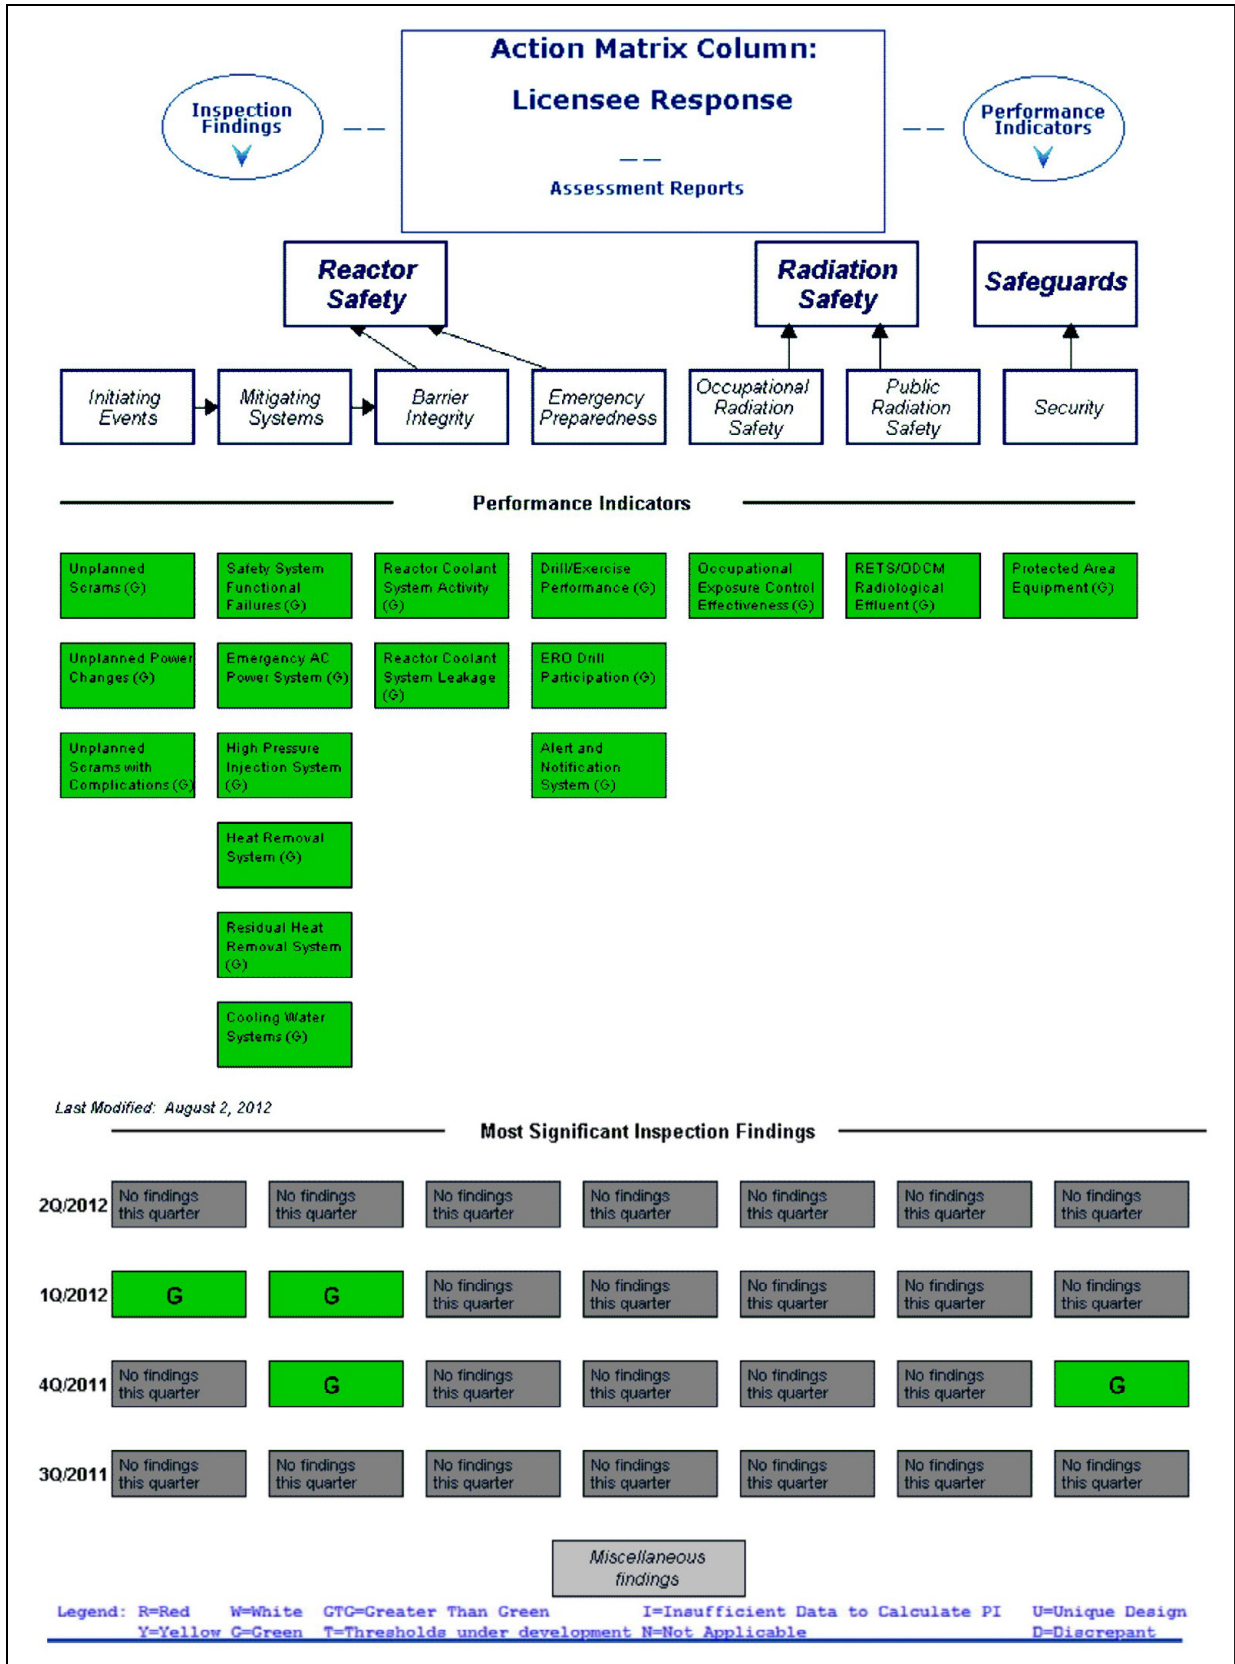 Action Matrix Column:
Licensee Response
Assessment Reports
Inspection
Findings
Performance
Indicators
Reactor
Safety
Radiation
Safety
Safeguards
Initiating
Events
Mitigating
Systems
Barrier
Integrity
Emergency
Preparedness
Occupational
Radiation
Safety
Public
Radiation
Safety
Security
Performance Indicators
Unplanned
Scrams (G)
Safety System
Functional
Failures (G)
Reactor Coolant
System Activity
(G)
Drill/Exercise
Performance (G)
Occupational
Exposure Control
Effectiveness (G)
RETS/ODCM
Radiological
Effluent (G)
Protected Area
Equipment (G)
Unplanned Power
Changes (G)
Emergency AC
Power System (G)
Reactor Coolant
System Leakage
(G)
ERO Drill
Participation (G)
Unplanned
Scrams with
Complications (G)
High Pressure
Injection System
(G)
Alert and
Notification
System (G)
Heat Removal
System (G)
Residual Heat
Removal System
(G)
Cooling Water
Systems (G)
Last Modified: August 2, 2012
Most Significant Inspection Findings
2Q/2012
No findings
this quarter
No findings
this quarter
No findings
this quarter
No findings
this quarter
No findings
this quarter
No findings
this quarter
No findings
this quarter
1Q/2012
G
G
No findings
this quarter
No findings
this quarter
No findings
this quarter
No findings
this quarter
No findings
this quarter
4Q/2011
No findings
this quarter
G
No findings
this quarter
No findings
this quarter
No findings
this quarter
No findings
this quarter
G
3Q/2011
No findings
this quarter
No findings
this quarter
No findings
this quarter
No findings
this quarter
No findings
this quarter
No findings
this quarter
No findings
this quarter
Miscellaneous
findings
Legend: R=Red W=White GTG=Greater Than Green I=Insufficient Data to Calculate PI U=Unique Design
Y=Yellow G=Green T=Thresholds under development N=Not Applicable D=Discrepant